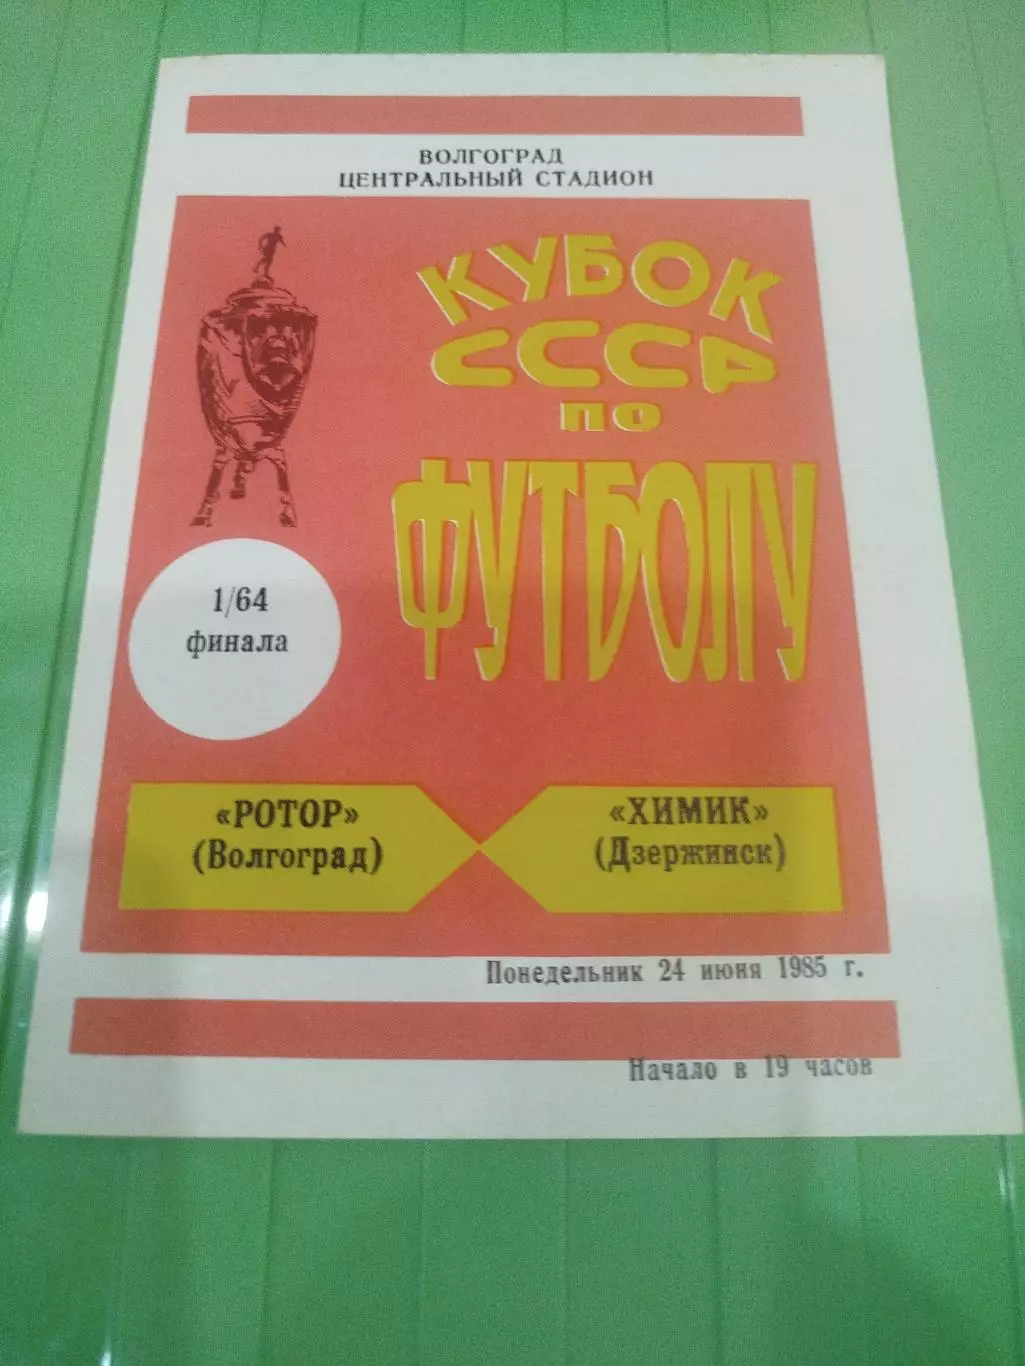 ВОЛГОГРАД
ЦЕНТРАЛЬНЫЙ СТАДИОН
КУБОК
СССР
ПО
ФУТБОЛУ
1/64
финала
«РОТОР»
(Волгоград)
«ХИМИК»
(Дзержинск)
Понедельник 24 июня 1985 г.
Начало в 19 часов